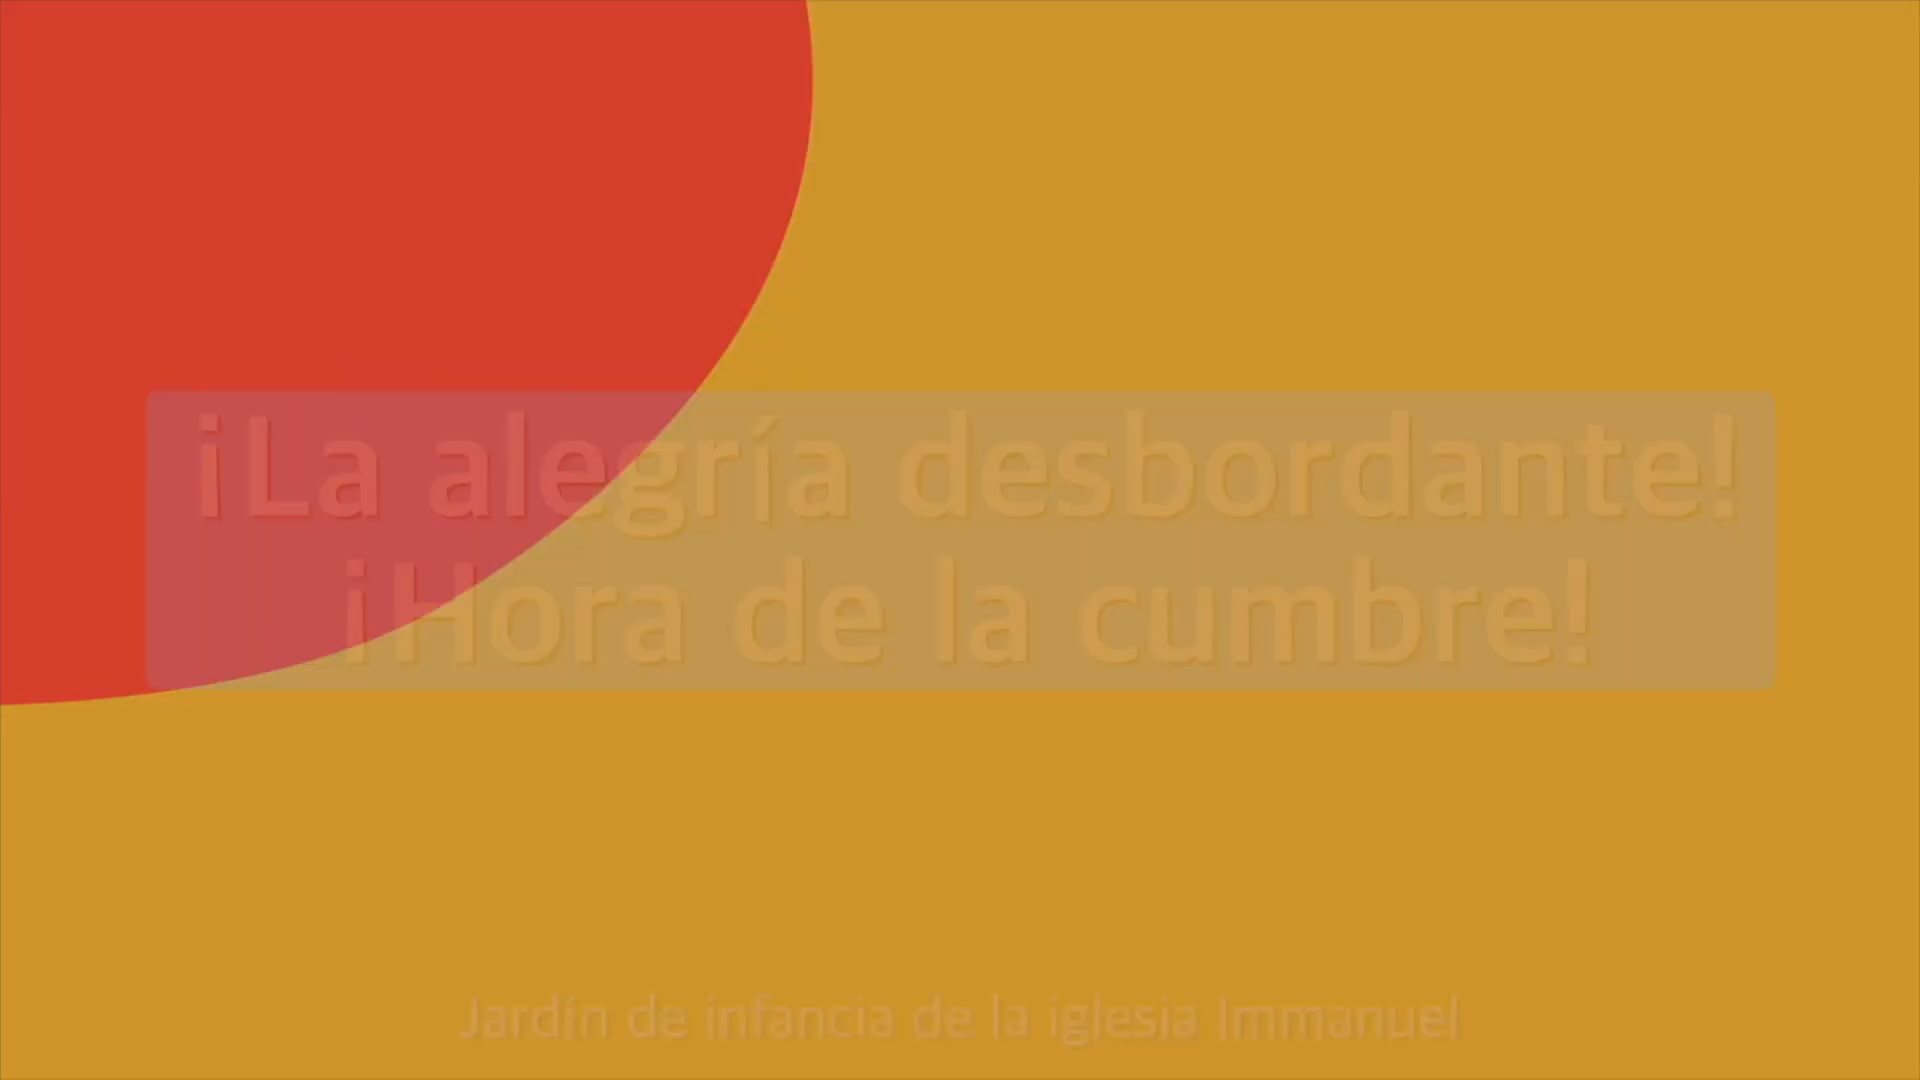 ¡La alegría desbordante!
¡Hora de la cumbre!
Jardín de infancia de la iglesia Immanuel